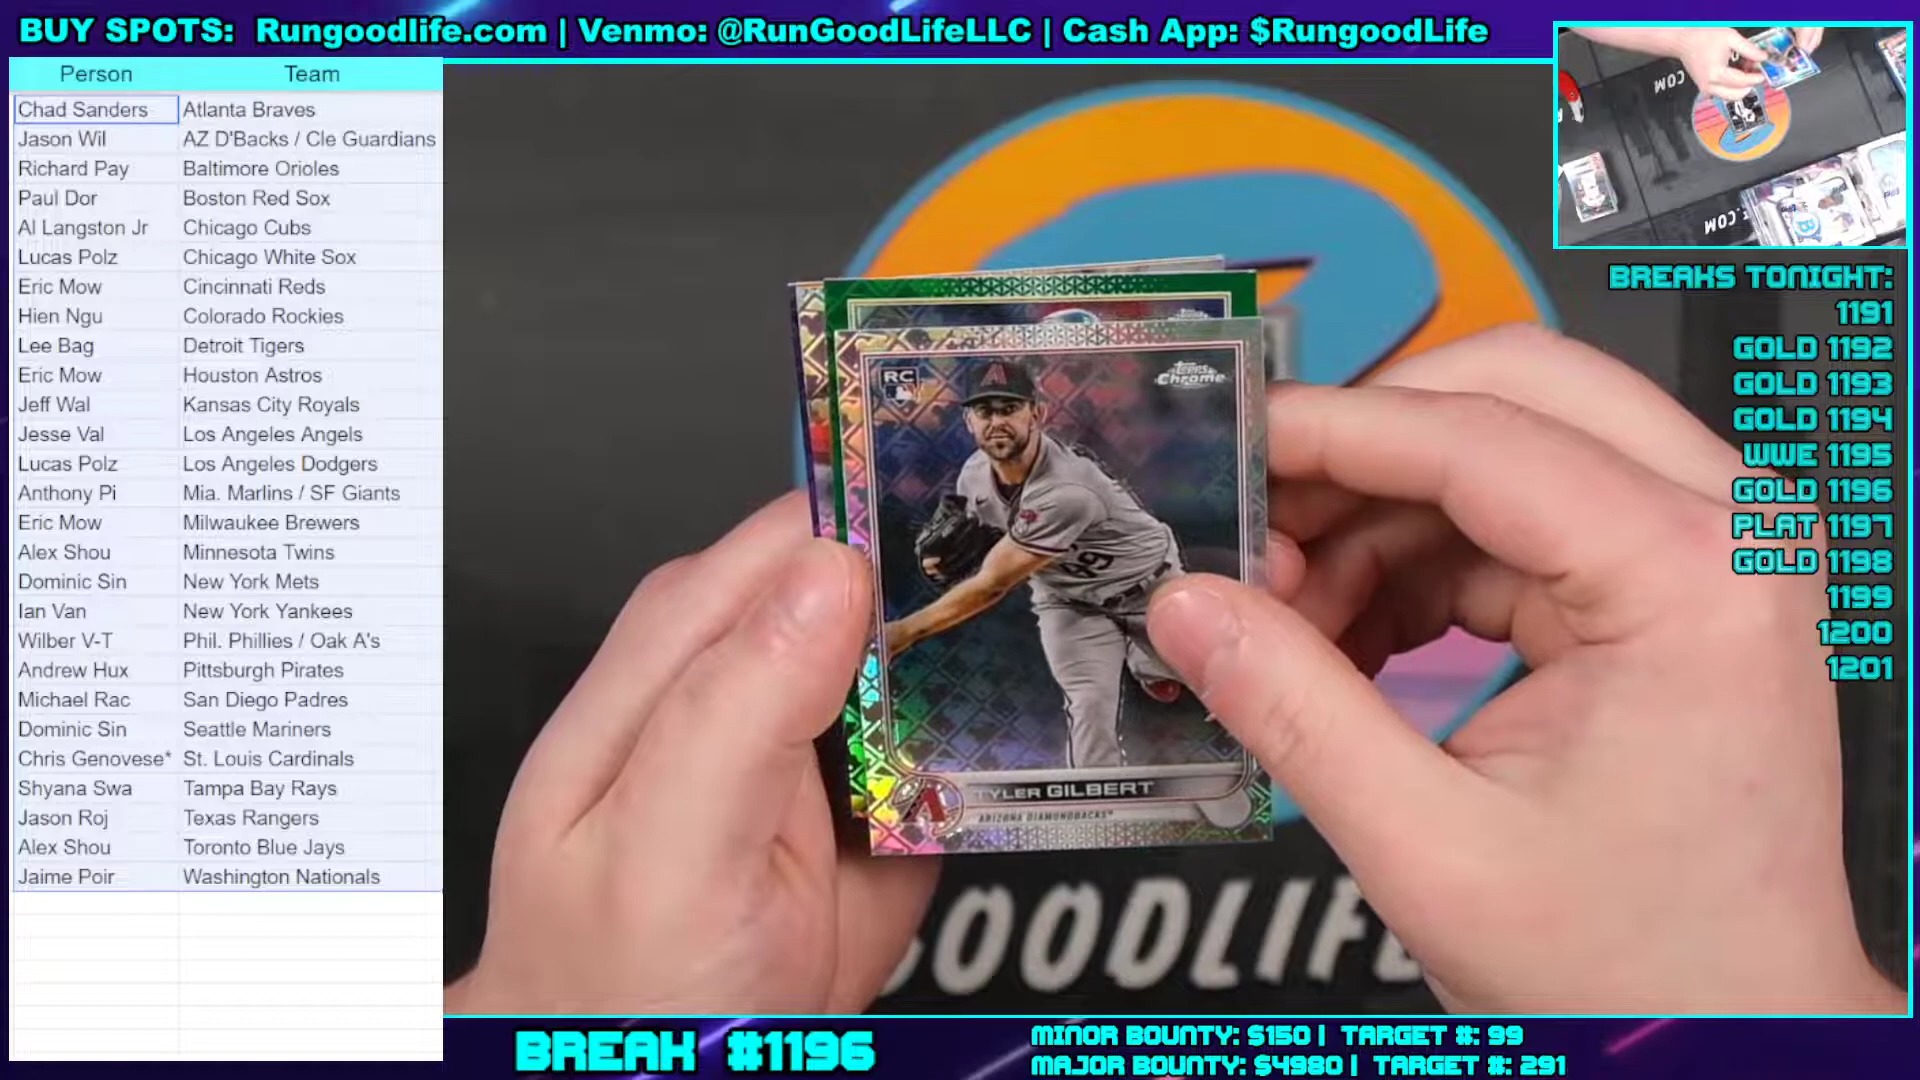 BUY SPOTS: Rungoodlife.com | Venmo: @RunGoodLifeLLC | Cash App: $RungoodLife
Person Team
Chad Sanders Atlanta Braves
Jason Wil AZ D'Backs / Cle Guardians
Richard Pay Baltimore Orioles
Paul Dor Boston Red Sox
Al Langston Jr Chicago Cubs
Lucas Polz Chicago White Sox
Eric Mow Cincinnati Reds
Hien Ngu Colorado Rockies
Lee Bag Detroit Tigers
Eric Mow Houston Astros
Jeff Wal Kansas City Royals
Jesse Val Los Angeles Angels
Lucas Polz Los Angeles Dodgers
Anthony Pi Mia. Marlins / SF Giants
Eric Mow Milwaukee Brewers
Alex Shou Minnesota Twins
Dominic Sin New York Mets
Ian Van New York Yankees
Wilber V-T Phil. Phillies / Oak A's
Andrew Hux Pittsburgh Pirates
Michael Rac San Diego Padres
Dominic Sin Seattle Mariners
Chris Genovese* St. Louis Cardinals
Shyana Swa Tampa Bay Rays
Jason Roj Texas Rangers
Alex Shou Toronto Blue Jays
Jaime Poir Washington Nationals
RC
Topps
Chrome
A
89
A
TYLER GILBERT
ARIZONA DIAMONDBACKS
GOODLIFE
.COM
.COM
BREAKS TONIGHT:
1191
GOLD 1192
GOLD 1193
GOLD 1194
WWE 1195
GOLD 1196
PLAT 1197
GOLD 1198
1199
1200
1201
BREAK #1196
MINOR BOUNTY: $150 | TARGET #: 99
MAJOR BOUNTY: $4980 | TARGET #: 291